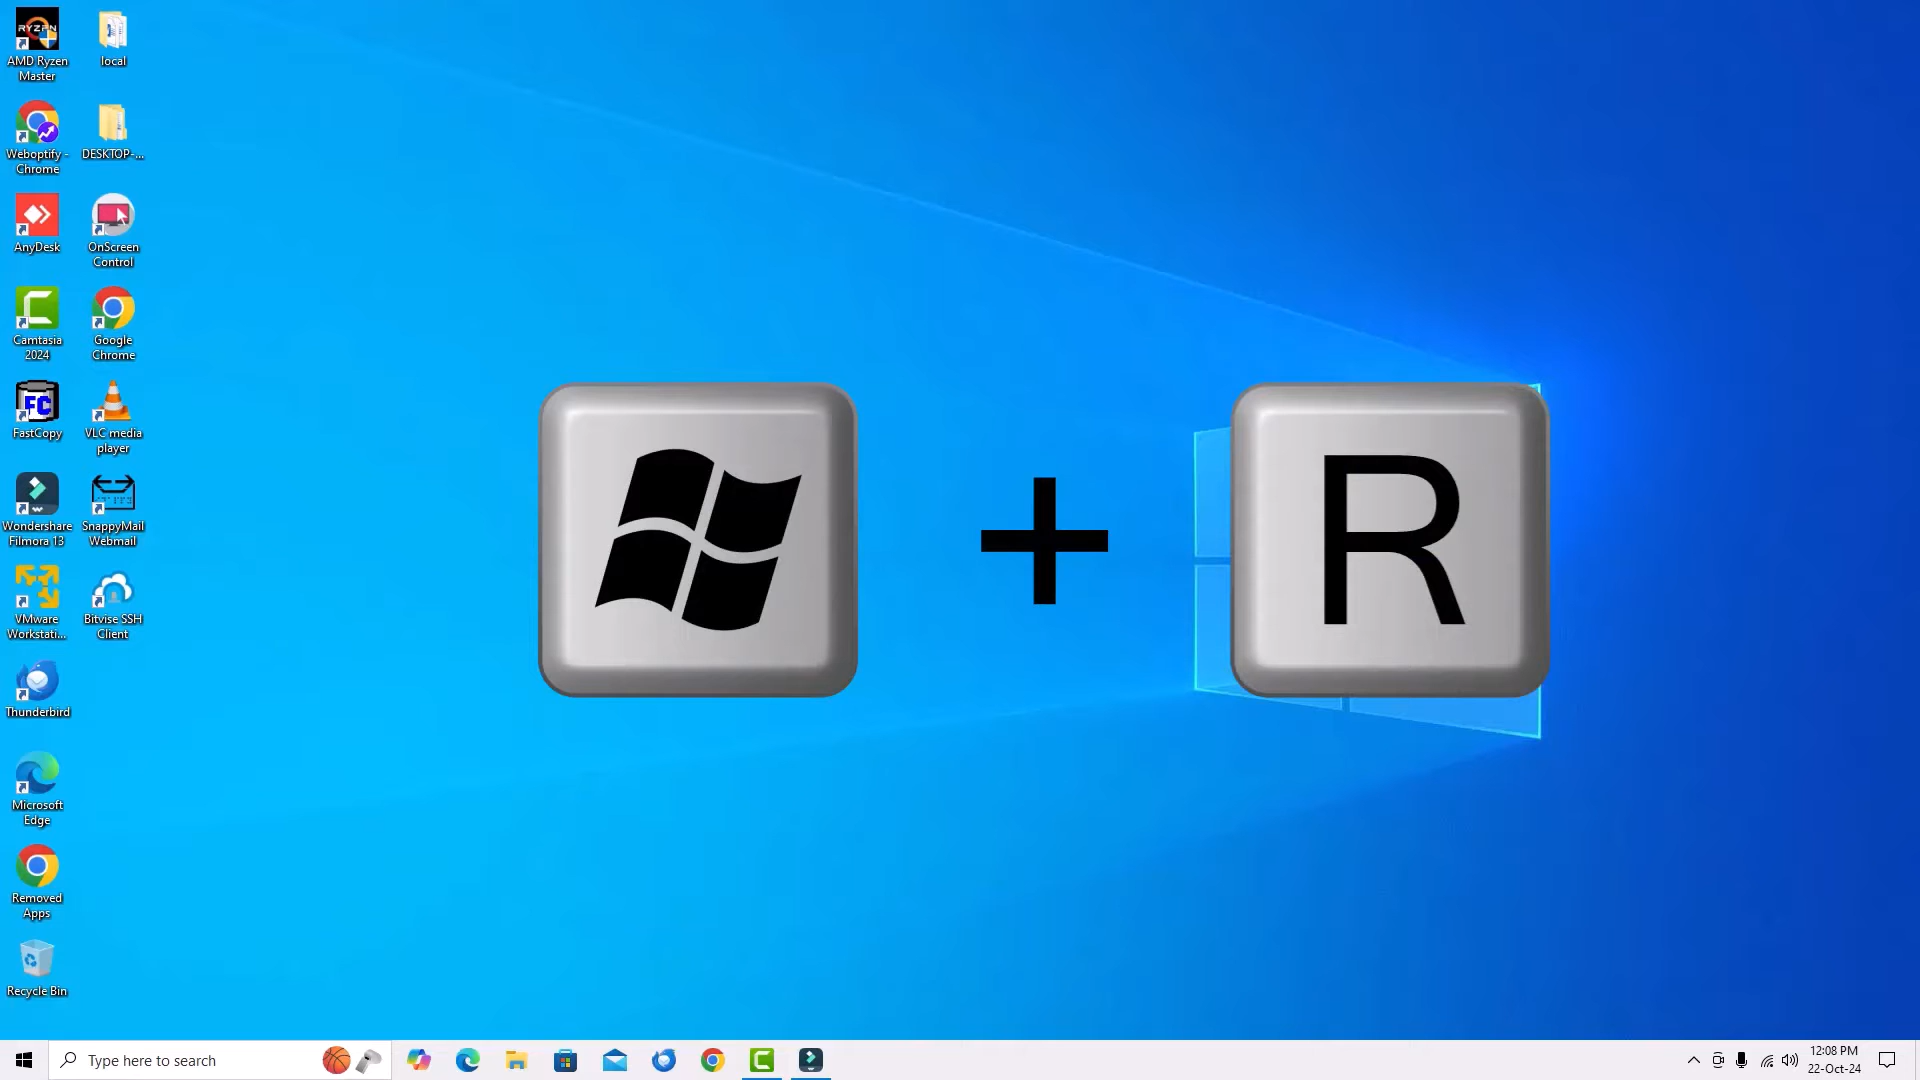 RYZEN
AMD Ryzen
Master
local
Weboptify -
Chrome
DESKTOP-...
AnyDesk
OnScreen
Control
Camtasia
2024
Google
Chrome
FC
FastCopy
VLC media
player
Wondershare
Filmora 13
SnappyMail
Webmail
VMware
Workstati...
Bitvise SSH
Client
Thunderbird
Microsoft
Edge
Removed
Apps
Recycle Bin
+
R
Type here to search
12:08 PM
22-Oct-24